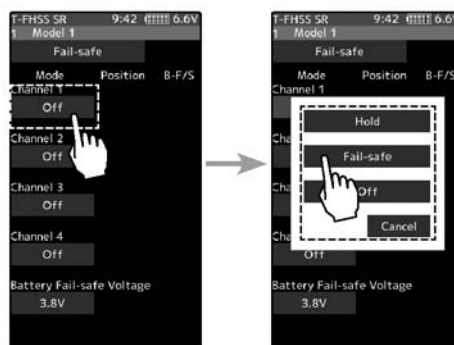 T-FHSS SR 9:42 6.6V
1 Model 1
Fail-safe
Mode Position B-F/S
Channel 1
Off
Channel 2
Off
Channel 3
Off
Channel 4
Off
Battery Fail-safe Voltage
3.8V
T-FHSS SR 9:42 6.6V
1 Model 1
Fail-safe
Mode Position B-F/S
Channel 1
Hold
Fail-safe
Off
Cancel
Off
Battery Fail-safe Voltage
3.8V